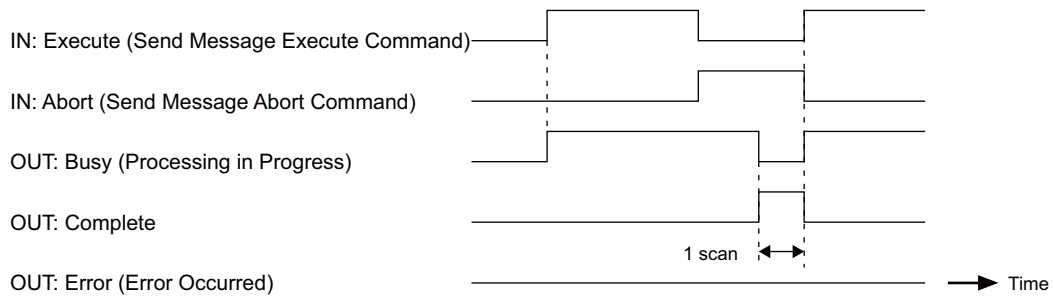 IN: Execute (Send Message Execute Command)
IN: Abort (Send Message Abort Command)
OUT: Busy (Processing in Progress)
OUT: Complete
1 scan
OUT: Error (Error Occurred)
Time